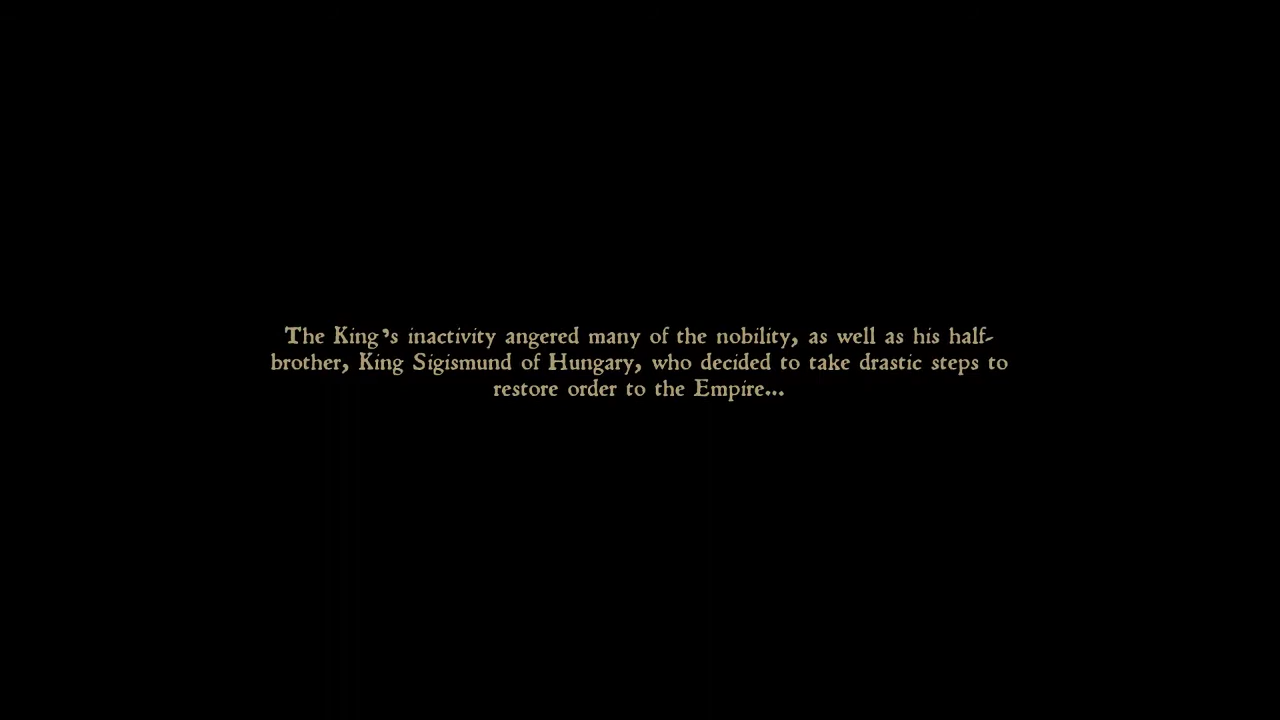 The King's inactivity angered many of the nobility, as well as his half-
brother, King Sigismund of Hungary, who decided to take drastic steps to
restore order to the Empire...